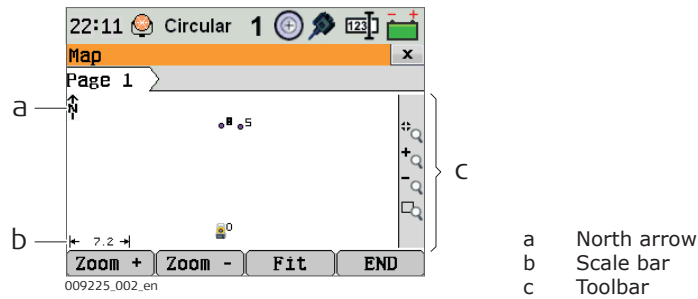 22:11 Circular 1 123
Map x
Page 1
a N
8 5
c
0
b 7.2
Zoom + Zoom - Fit END
009225_002_en
a North arrow
b Scale bar
c Toolbar